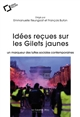 Emmanuelle Reungoat et François Buton
Idées reçues sur
les Gilets jaunes
un marqueur des luttes sociales contemporaines